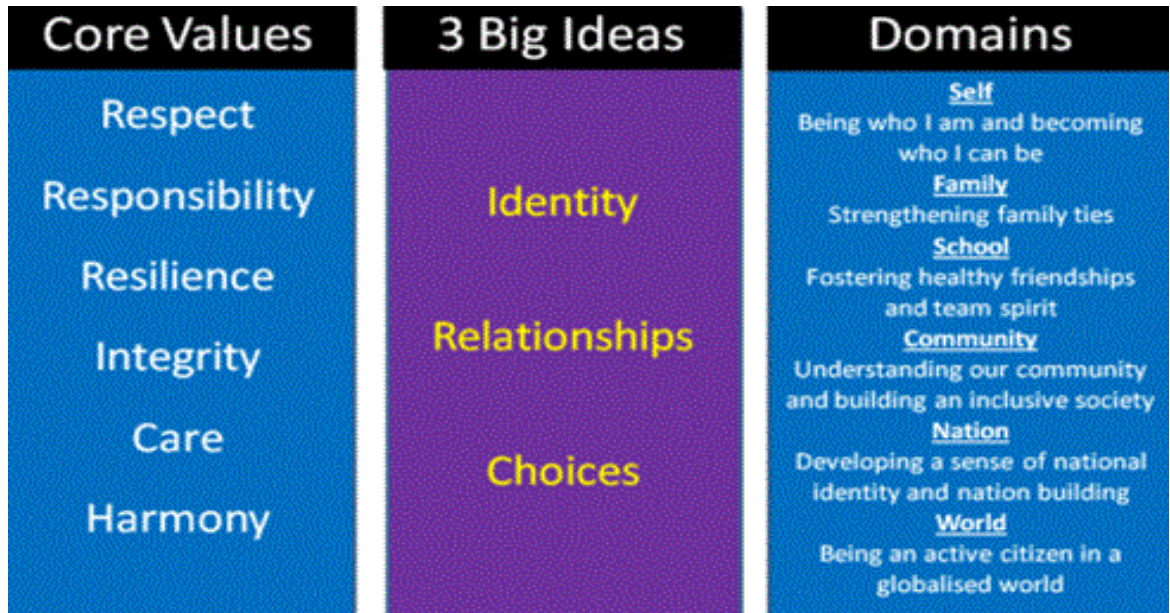 Core Values
Respect
Responsibility
Resilience
Integrity
Care
Harmony
3 Big Ideas
Identity
Relationships
Choices
Domains
Self
Being who I am and becoming
who I can be
Family
Strengthening family ties
School
Fostering healthy friendships
and team spirit
Community
Understanding our community
and building an inclusive society
Nation
Developing a sense of national
identity and nation building
World
Being an active citizen in a
globalised world